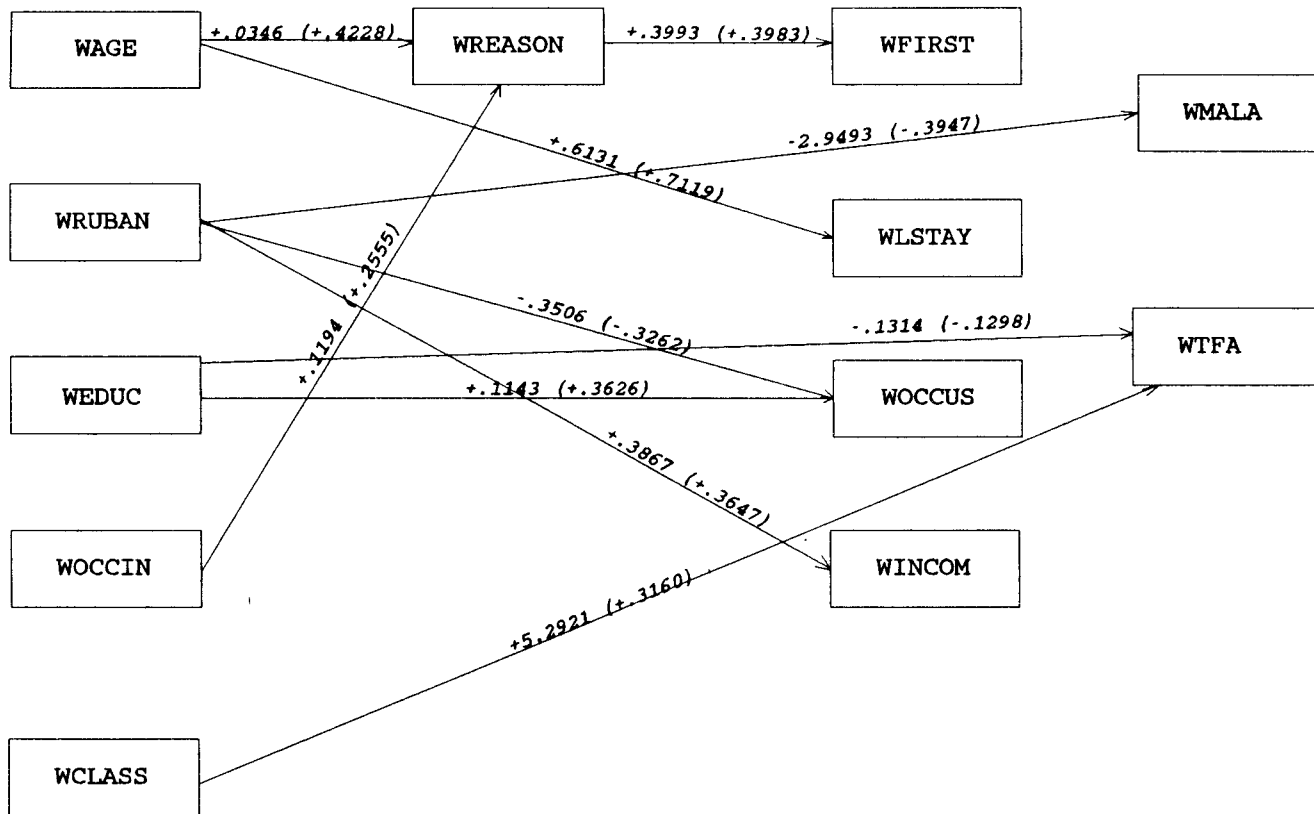 WAGE
+.0346 (+.4228)
WREASON
+.3993 (+.3983)
WFIRST
WMALA
-2.9493 (-.3947)
+.6131 (+.7119)
WRUBAN
WLSTAY
+.1194 (+.2555)
-.3506 (-.3262)
-.1314 (-.1298)
WTFA
WEDUC
+.1143 (+.3626)
WOCCUS
+.3867 (+.3647)
WOCCIN
WINCOM
+5.2921 (+.3160)
WCLASS